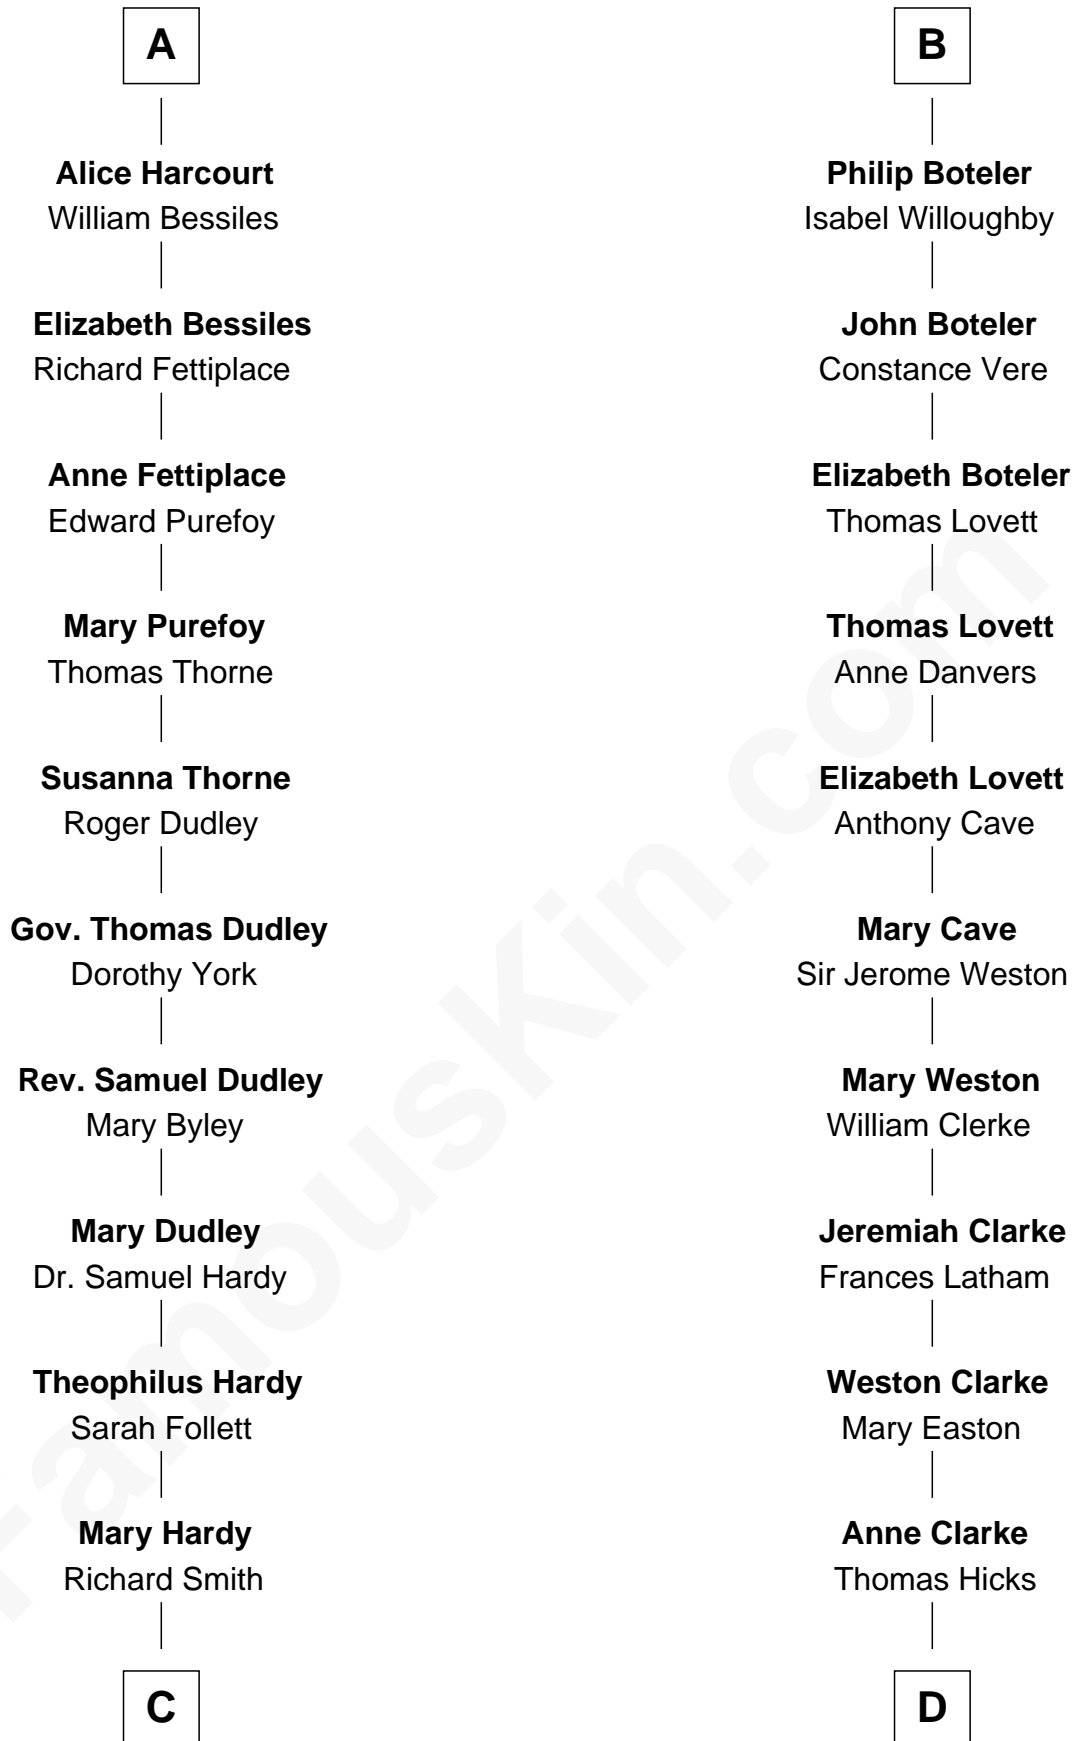 A
Alice Harcourt
William Bessiles
Elizabeth Bessiles
Richard Fettiplace
Anne Fettiplace
Edward Purefoy
Mary Purefoy
Thomas Thorne
Susanna Thorne
Roger Dudley
Gov. Thomas Dudley
Dorothy York
Rev. Samuel Dudley
Mary Byley
Mary Dudley
Dr. Samuel Hardy
Theophilus Hardy
Sarah Follett
Mary Hardy
Richard Smith
C
B
Philip Boteler
Isabel Willoughby
John Boteler
Constance Vere
Elizabeth Boteler
Thomas Lovett
Thomas Lovett
Anne Danvers
Elizabeth Lovett
Anthony Cave
Mary Cave
Sir Jerome Weston
Mary Weston
William Clerke
Jeremiah Clarke
Frances Latham
Weston Clarke
Mary Easton
Anne Clarke
Thomas Hicks
D
FamousKin.com